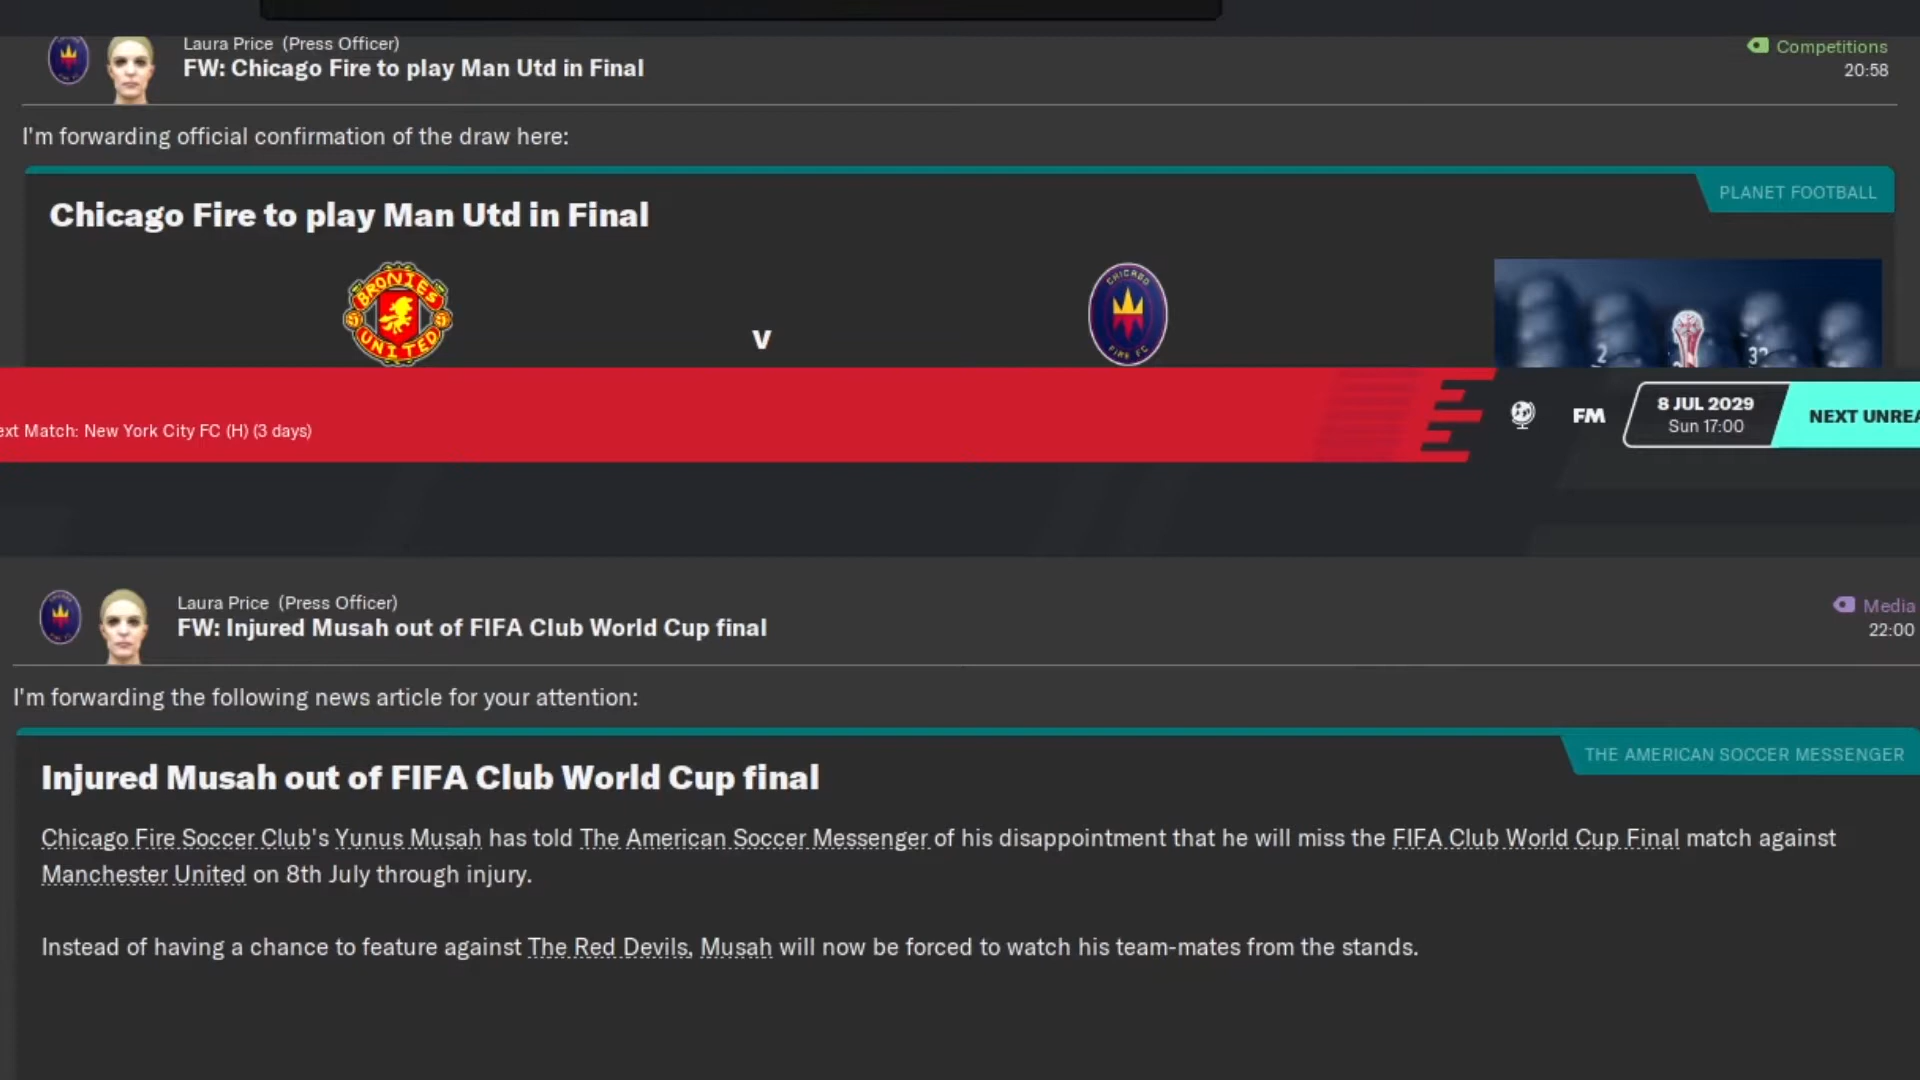 Laura Price (Press Officer)
FW: Chicago Fire to play Man Utd in Final
Competitions
20:58
I'm forwarding official confirmation of the draw here:
PLANET FOOTBALL
Chicago Fire to play Man Utd in Final
BRONIES
UNITED
v
CHICAGO
FIRE FC
2
ext Match: New York City FC (H) (3 days)
FM
8 JUL 2029
Sun 17:00
NEXT UNREA
Laura Price (Press Officer)
FW: Injured Musah out of FIFA Club World Cup final
Media
22:00
I'm forwarding the following news article for your attention:
THE AMERICAN SOCCER MESSENGER
Injured Musah out of FIFA Club World Cup final
Chicago Fire Soccer Club's Yunus Musah has told The American Soccer Messenger of his disappointment that he will miss the FIFA Club World Cup Final match against
Manchester United on 8th July through injury.
Instead of having a chance to feature against The Red Devils, Musah will now be forced to watch his team-mates from the stands.